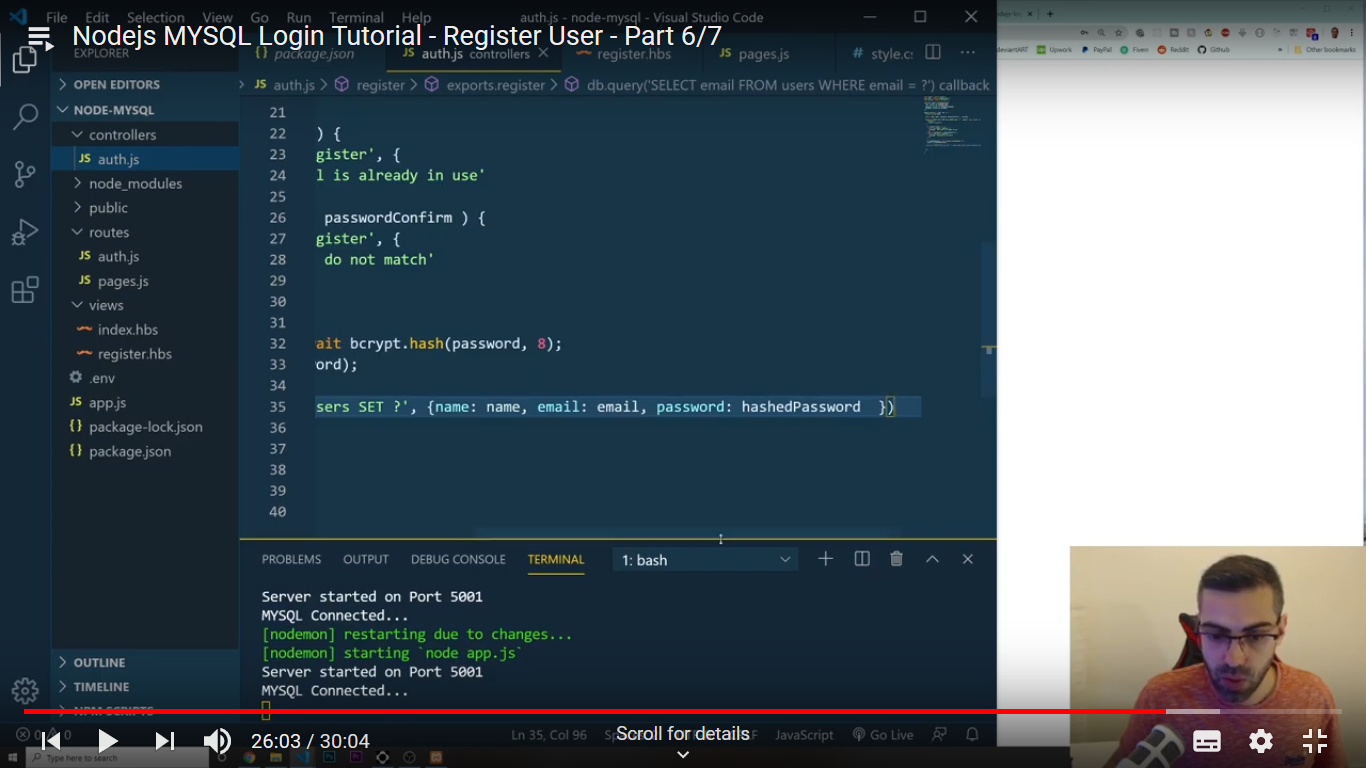 File Edit Selection View Go Run Terminal Help auth.js - node-mysql - Visual Studio Code
Nodejs MYSQL Login Tutorial - Register User - Part 6/7
EXPLORER
package.json
auth.js controllers
register.hbs
pages.js
style.cs
OPEN EDITORS
NODE-MYSQL
controllers
auth.js
node_modules
public
routes
auth.js
pages.js
views
index.hbs
register.hbs
.env
app.js
package-lock.json
package.json
OUTLINE
TIMELINE
NPM SCRIPTS
auth.js > register > exports.register > db.query('SELECT email FROM users WHERE email = ?') callback
21
22 ) {
23 gister', {
24 l is already in use'
25
26 passwordConfirm ) {
27 gister', {
28 do not match'
29
30
31
32 ait bcrypt.hash(password, 8);
33 ord);
34
35 sers SET ?', {name: name, email: email, password: hashedPassword })
36
37
38
39
40
PROBLEMS OUTPUT DEBUG CONSOLE TERMINAL 1: bash
Server started on Port 5001
MYSQL Connected...
[nodemon] restarting due to changes...
[nodemon] starting `node app.js`
Server started on Port 5001
MYSQL Connected...
Upwork PayPal Fiverr Reddit Github Other bookmarks
Ln 35, Col 96
JavaScript Go Live
26:03 / 30:04
Scroll for details
Type here to search